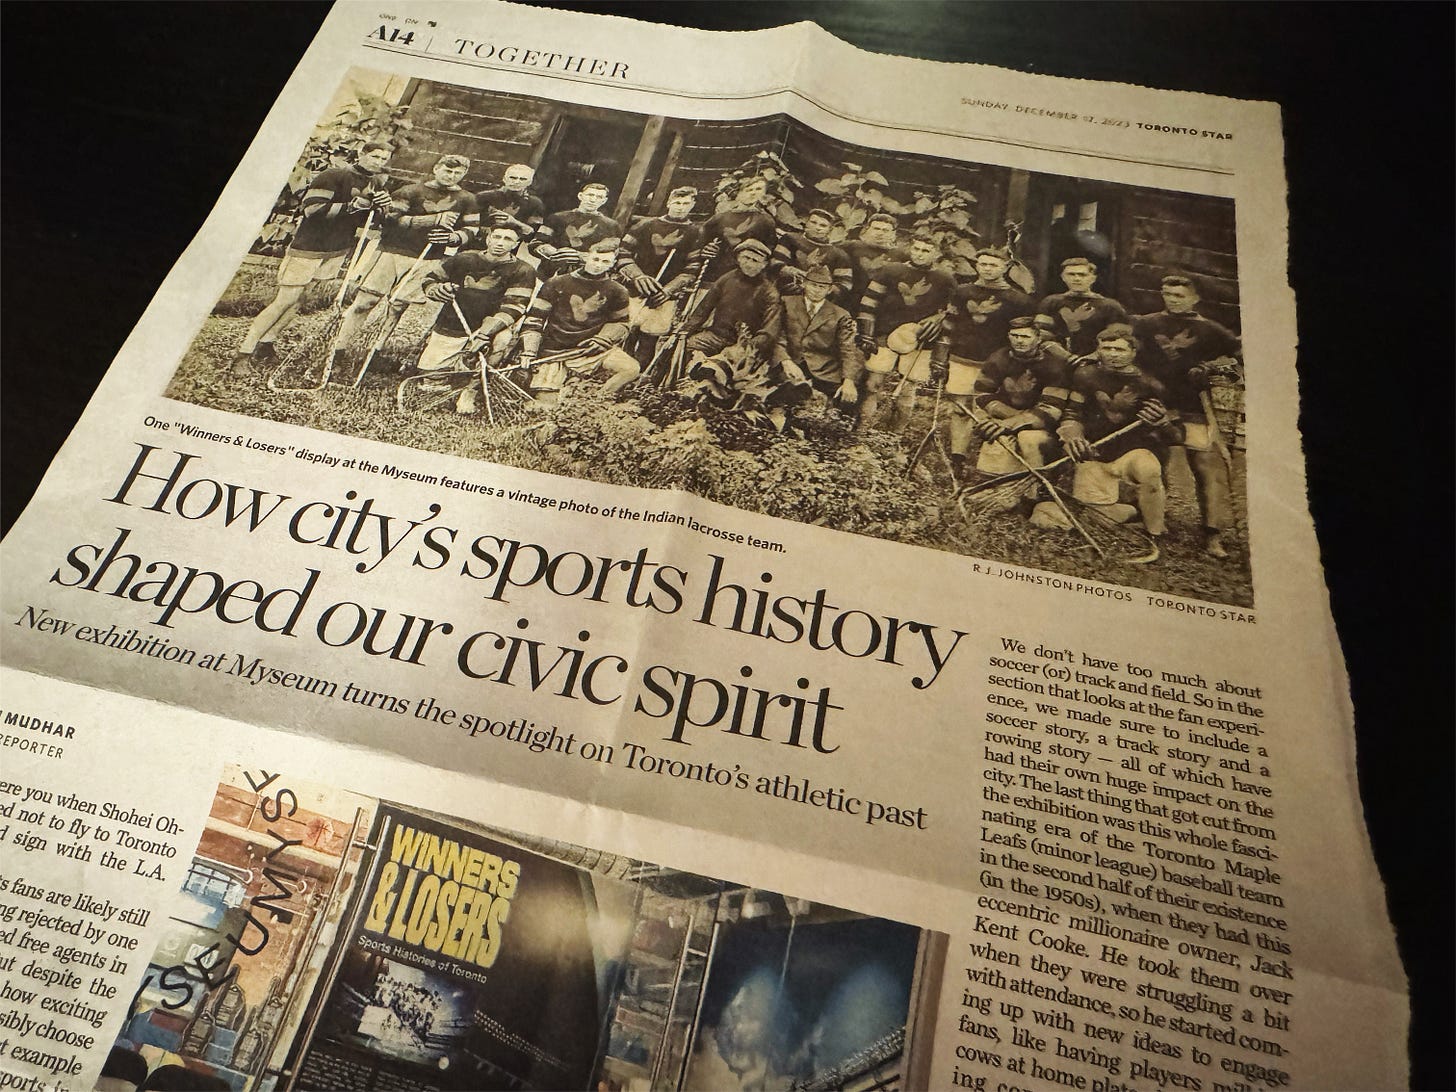 A14 TOGETHER
SUNDAY, DECEMBER 17, 2023 TORONTO STAR
One "Winners & Losers" display at the Myseum features a vintage photo of the Indian lacrosse team.
R.J. JOHNSTON PHOTOS TORONTO STAR
How city's sports history
shaped our civic spirit
New exhibition at Myseum turns the spotlight on Toronto's athletic past
MUDHAR
REPORTER
ere you when Shohei Oh-
ed not to fly to Toronto
d sign with the L.A.
s fans are likely still
ng rejected by one
ed free agents in
ut despite the
how exciting
sibly choose
t example
ports in
MYSEUM
WINNERS
& LOSERS
Sports Histories of Toronto
We don't have too much about
soccer (or) track and field. So in the
section that looks at the fan experi-
ence, we made sure to include a
soccer story, a track story and a
rowing story — all of which have
had their own huge impact on the
city. The last thing that got cut from
the exhibition was this whole fasci-
nating era of the Toronto Maple
Leafs (minor league) baseball team
in the second half of their existence
(in the 1950s), when they had this
eccentric millionaire owner, Jack
Kent Cooke. He took them over
when they were struggling a bit
with attendance, so he started com-
ing up with new ideas to engage
fans, like having players
cows at home plate
ing